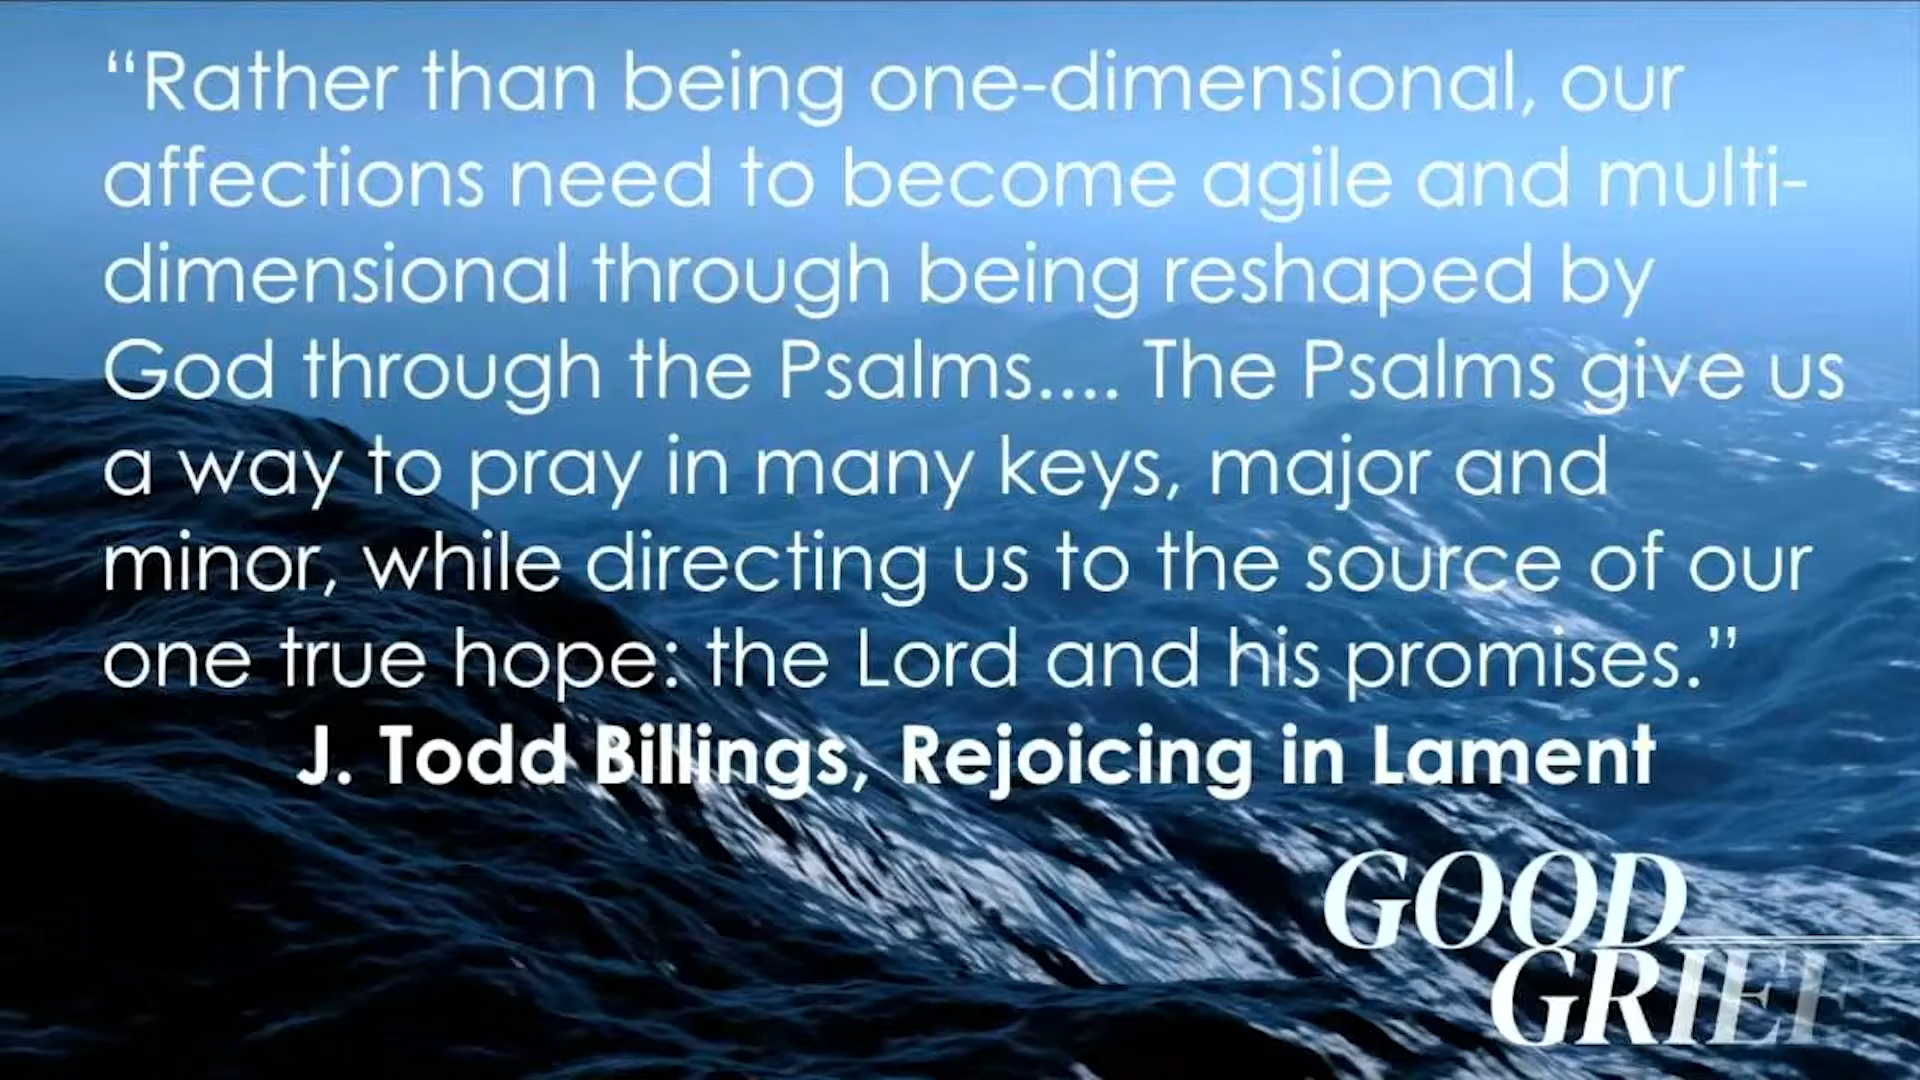 “Rather than being one-dimensional, our
affections need to become agile and multi-
dimensional through being reshaped by
God through the Psalms.... The Psalms give us
a way to pray in many keys, major and
minor, while directing us to the source of our
one true hope: the Lord and his promises.”
J. Todd Billings, Rejoicing in Lament
GOOD
GRIEF